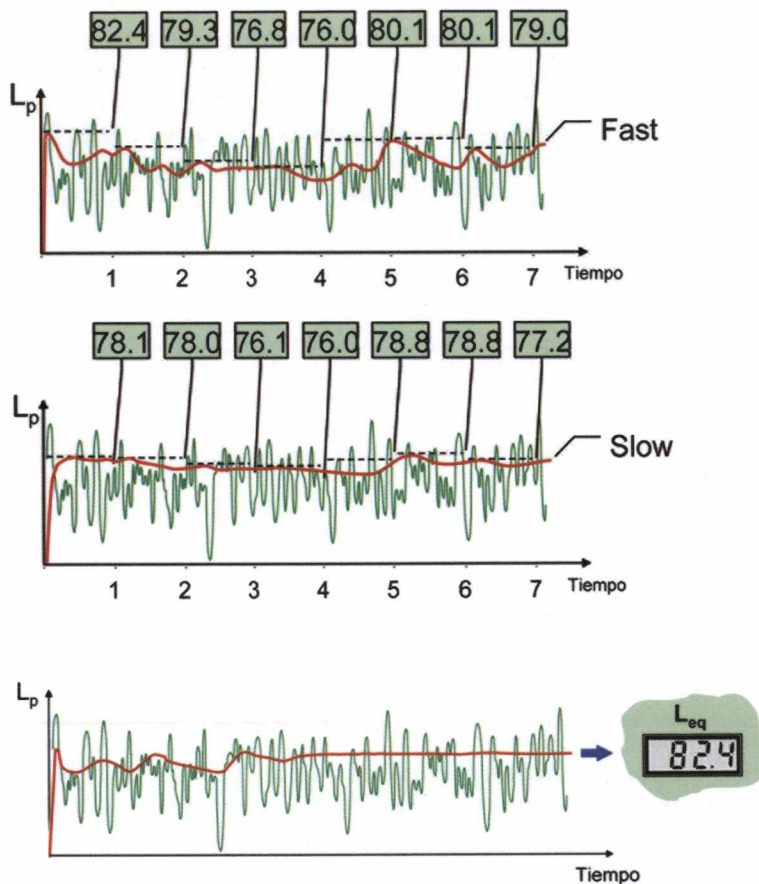 82.4 79.3 76.8 76.0 80.1 80.1 79.0
Lp
Fast
1 2 3 4 5 6 7 Tiempo
78.1 78.0 76.1 76.0 78.8 78.8 77.2
Lp
Slow
1 2 3 4 5 6 7 Tiempo
Lp
Leq
82.4
Tiempo